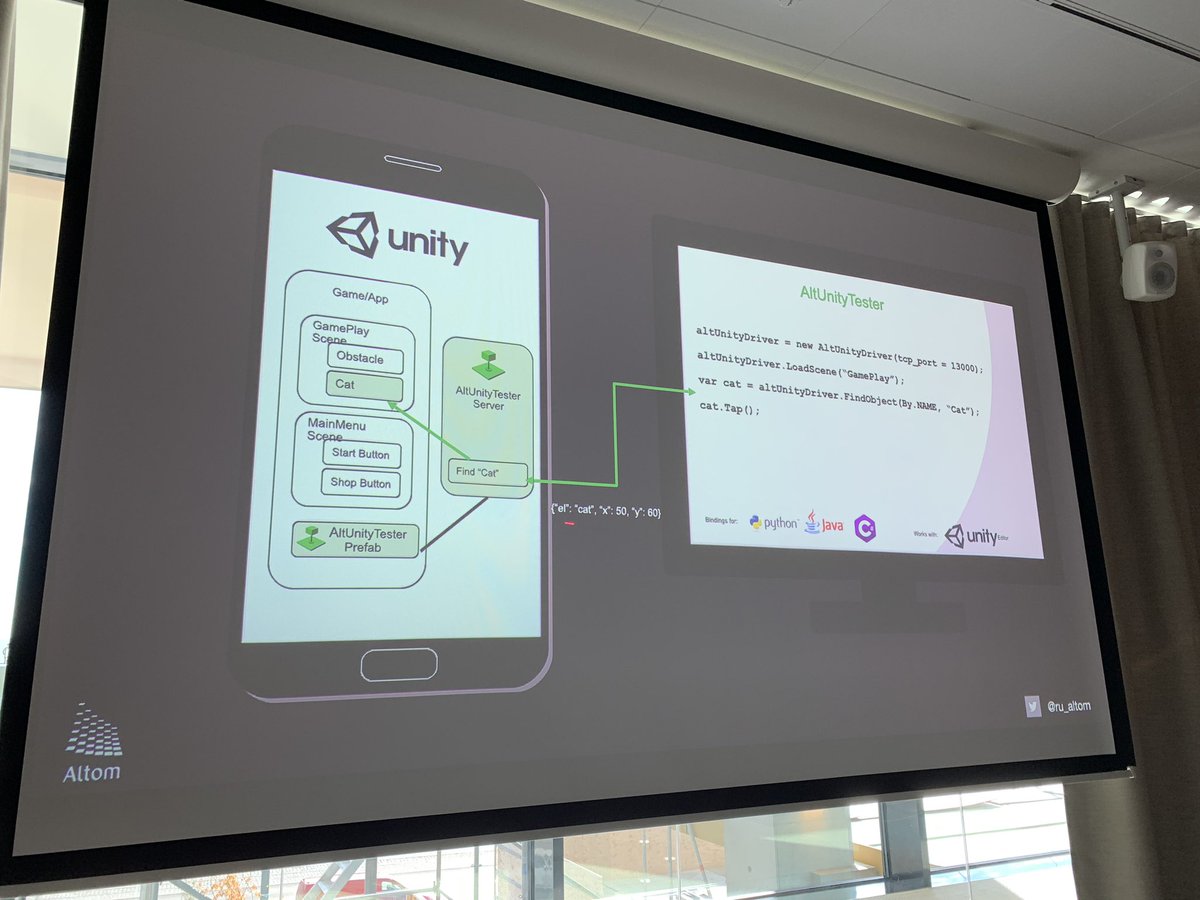 unity
Game/App
GamePlay
Scene
Obstacle
Cat
MainMenu
Scene
Start Button
Shop Button
AltUnityTester
Prefab
AltUnityTester
Server
Find "Cat"
{"el": "cat", "x": 50, "y": 60}
AltUnityTester
altUnityDriver = new AltUnityDriver(tcp_port = 13000);
altUnityDriver.LoadScene("GamePlay");
var cat = altUnityDriver.FindObject(By.NAME, "Cat");
cat.Tap();
Bindings for: python Java C#
Works with: unity Editor
Altom
@ru_altom